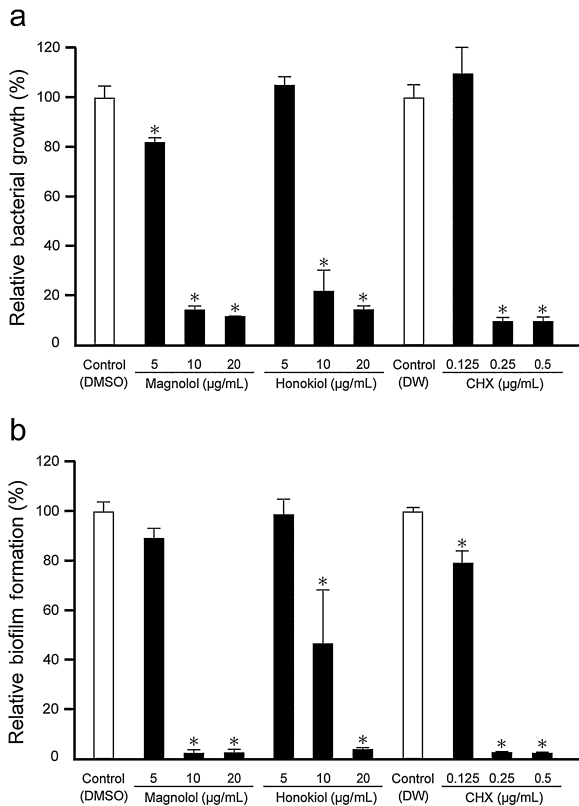 a
Relative bacterial growth (%)
120
100
80
60
40
20
0
* * * * * * *
Control 5 10 20 5 10 20 Control 0.125 0.25 0.5
(DMSO) Magnolol (μg/mL) Honokiol (μg/mL) (DW) CHX (μg/mL)
b
Relative biofilm formation (%)
120
100
80
60
40
20
0
* * * * * * *
Control 5 10 20 5 10 20 Control 0.125 0.25 0.5
(DMSO) Magnolol (μg/mL) Honokiol (μg/mL) (DW) CHX (μg/mL)